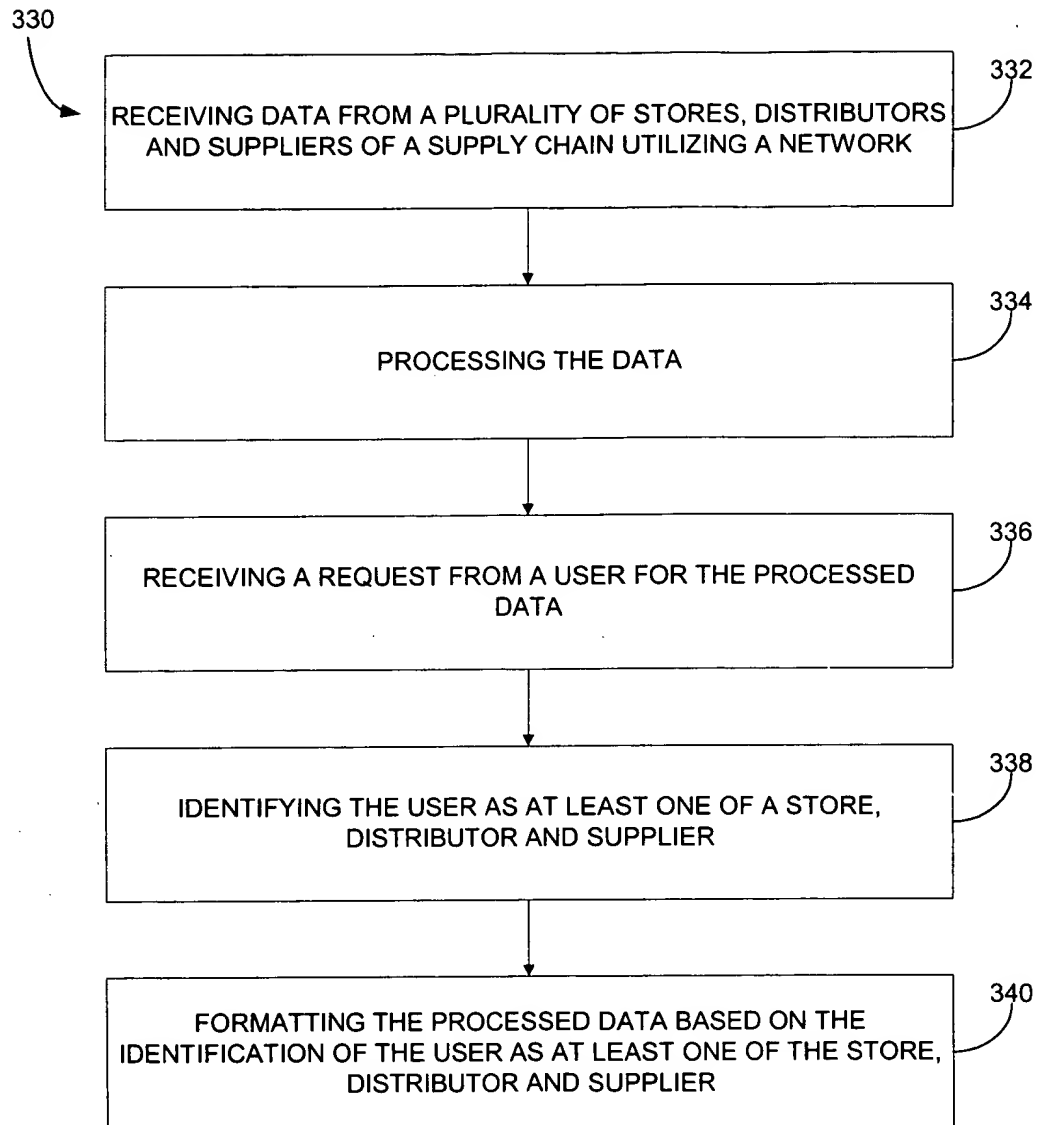 330
332
RECEIVING DATA FROM A PLURALITY OF STORES, DISTRIBUTORS
AND SUPPLIERS OF A SUPPLY CHAIN UTILIZING A NETWORK
334
PROCESSING THE DATA
336
RECEIVING A REQUEST FROM A USER FOR THE PROCESSED
DATA
338
IDENTIFYING THE USER AS AT LEAST ONE OF A STORE,
DISTRIBUTOR AND SUPPLIER
340
FORMATTING THE PROCESSED DATA BASED ON THE
IDENTIFICATION OF THE USER AS AT LEAST ONE OF THE STORE,
DISTRIBUTOR AND SUPPLIER